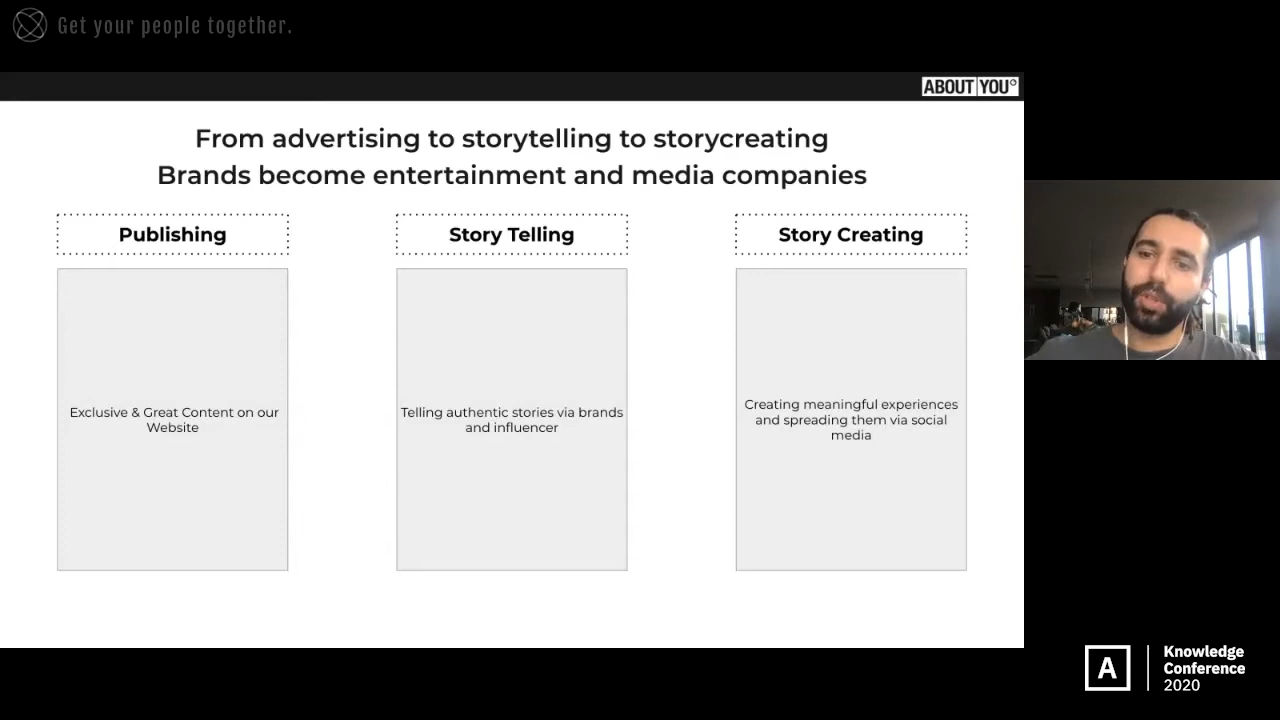 Get your people together.
ABOUT YOU°
From advertising to storytelling to storycreating
Brands become entertainment and media companies
Publishing
Story Telling
Story Creating
Exclusive & Great Content on our
Website
Telling authentic stories via brands
and influencer
Creating meaningful experiences
and spreading them via social
media
A
Knowledge
Conference
2020